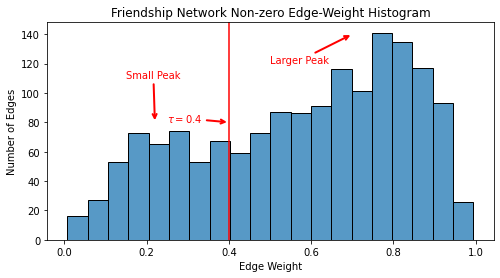 Friendship Network Non-zero Edge-Weight Histogram
140
120
100
80
60
40
20
0
Number of Edges
Larger Peak
Small Peak
τ = 0.4
0.0 0.2 0.4 0.6 0.8 1.0
Edge Weight